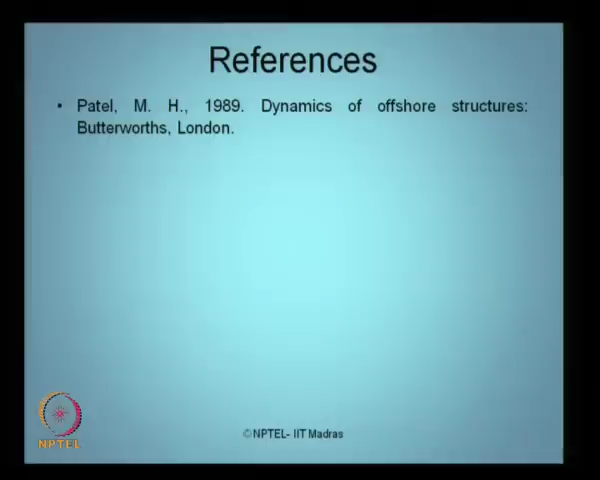 References
• Patel, M. H., 1989. Dynamics of offshore structures:
Butterworths, London.
NPTEL
©NPTEL- IIT Madras